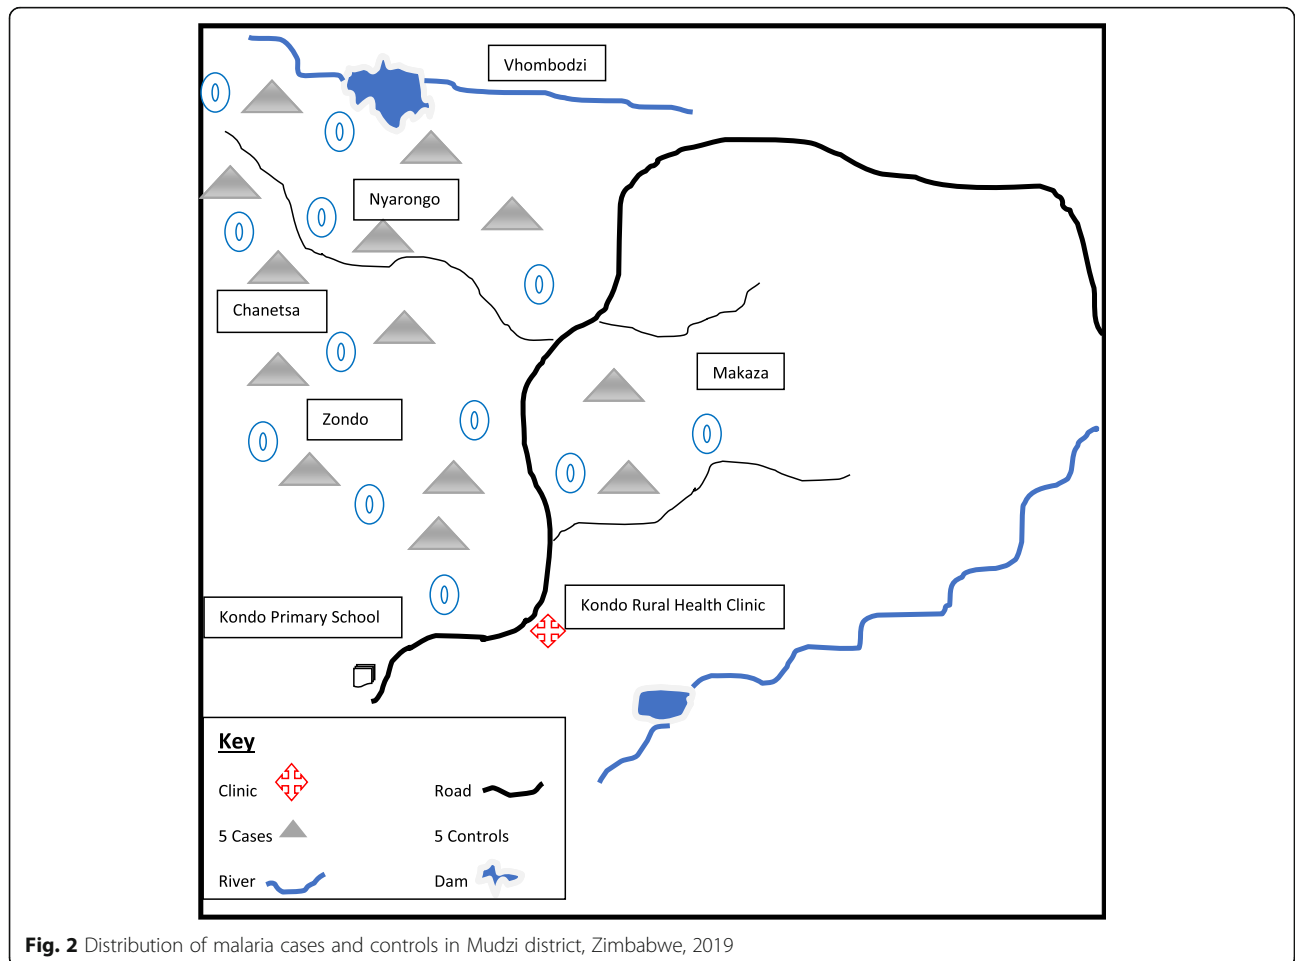 Vhombodzi
Nyarongo
Chanetsa
Makaza
Zondo
Kondo Rural Health Clinic
Kondo Primary School
Key
Clinic
Road
5 Cases
5 Controls
River
Dam
Fig. 2 Distribution of malaria cases and controls in Mudzi district, Zimbabwe, 2019